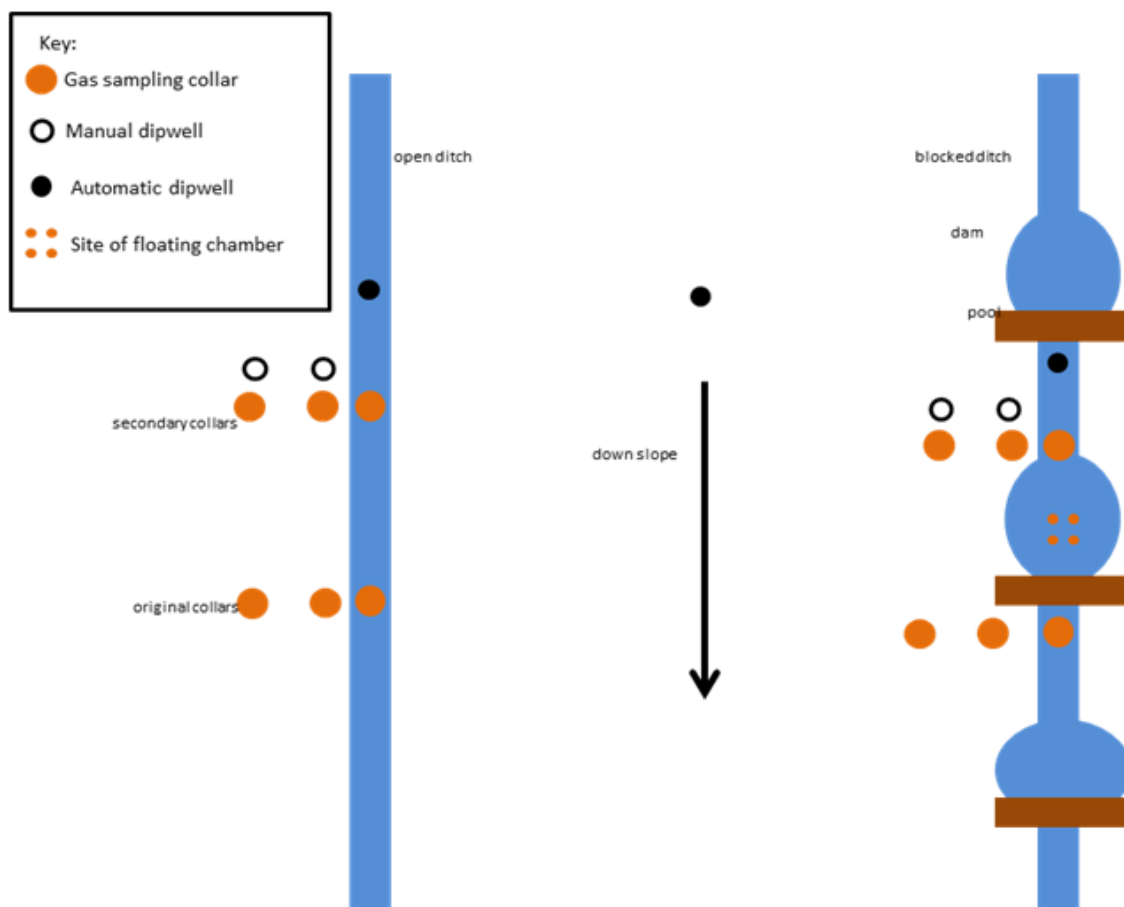 Key:
Gas sampling collar
Manual dipwell
Automatic dipwell
Site of floating chamber
open ditch
blocked ditch
dam
pool
secondary collars
down slope
original collars